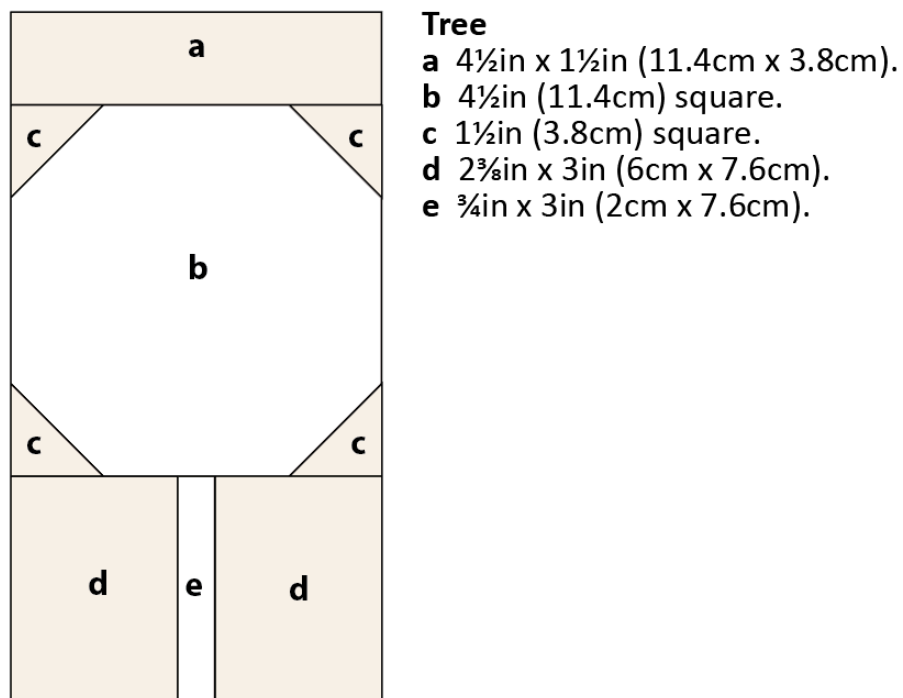 a
c
c
b
c
c
d
e
d
Tree
a 4½in x 1½in (11.4cm x 3.8cm).
b 4½in (11.4cm) square.
c 1½in (3.8cm) square.
d 2⅜in x 3in (6cm x 7.6cm).
e ¾in x 3in (2cm x 7.6cm).